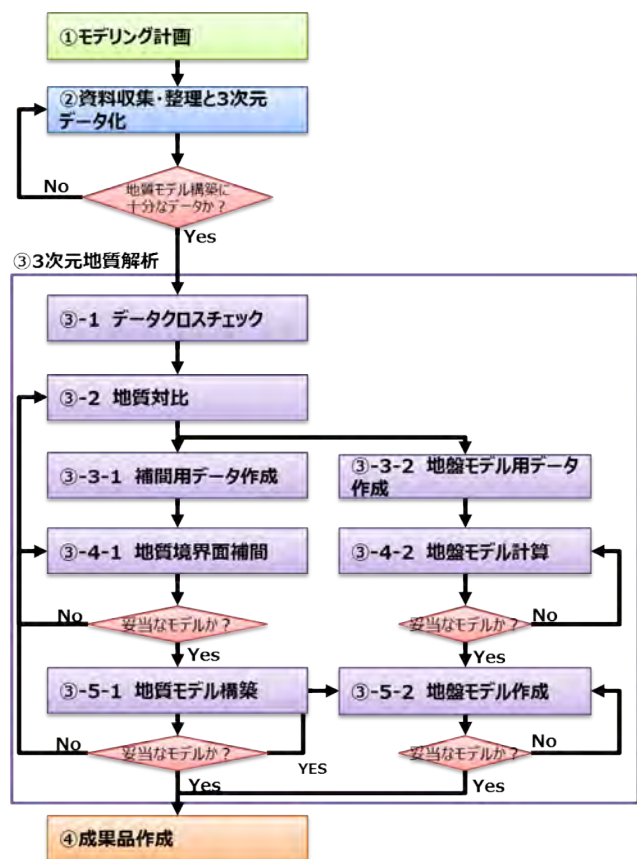 ①モデリング計画
②資料収集・整理と3次元
データ化
No
地質モデル構築に
十分なデータか？
Yes
③3次元地質解析
③-1 データクロスチェック
③-2 地質対比
③-3-1 補間用データ作成
③-3-2 地盤モデル用データ
作成
③-4-1 地質境界面補間
③-4-2 地盤モデル計算
No
妥当なモデルか？
妥当なモデルか？
No
Yes
Yes
③-5-1 地質モデル構築
③-5-2 地盤モデル作成
No
妥当なモデルか？
YES
妥当なモデルか？
No
Yes
Yes
④成果品作成